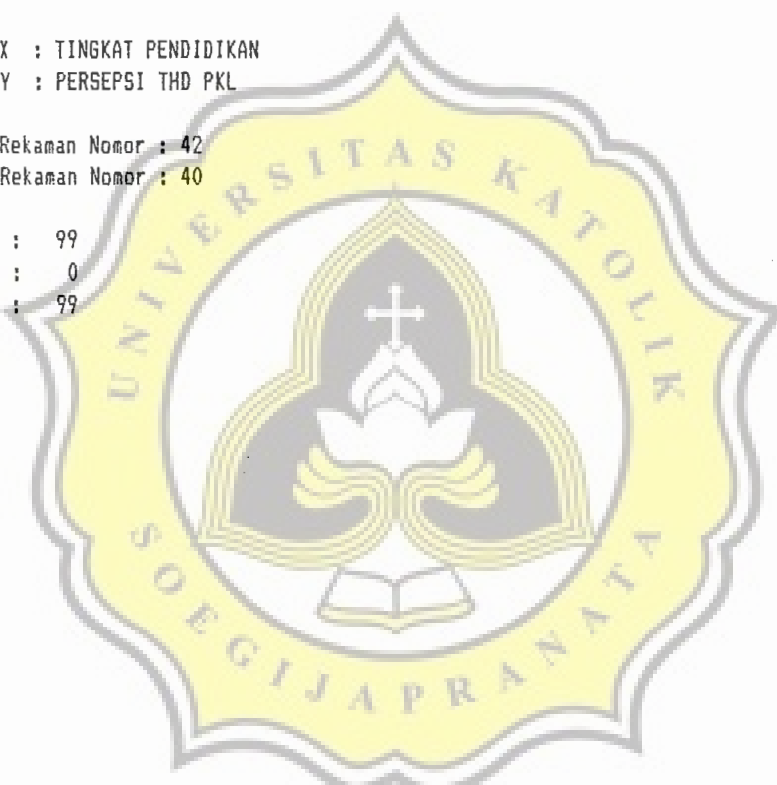 X : TINGKAT PENDIDIKAN
Y : PERSEPSI THD PKL
Rekaman Nomor : 42
Rekaman Nomor : 40
: 99
: 0
: 99
UNIVERSITAS KATOLIK
SOEGIJAPRANATA